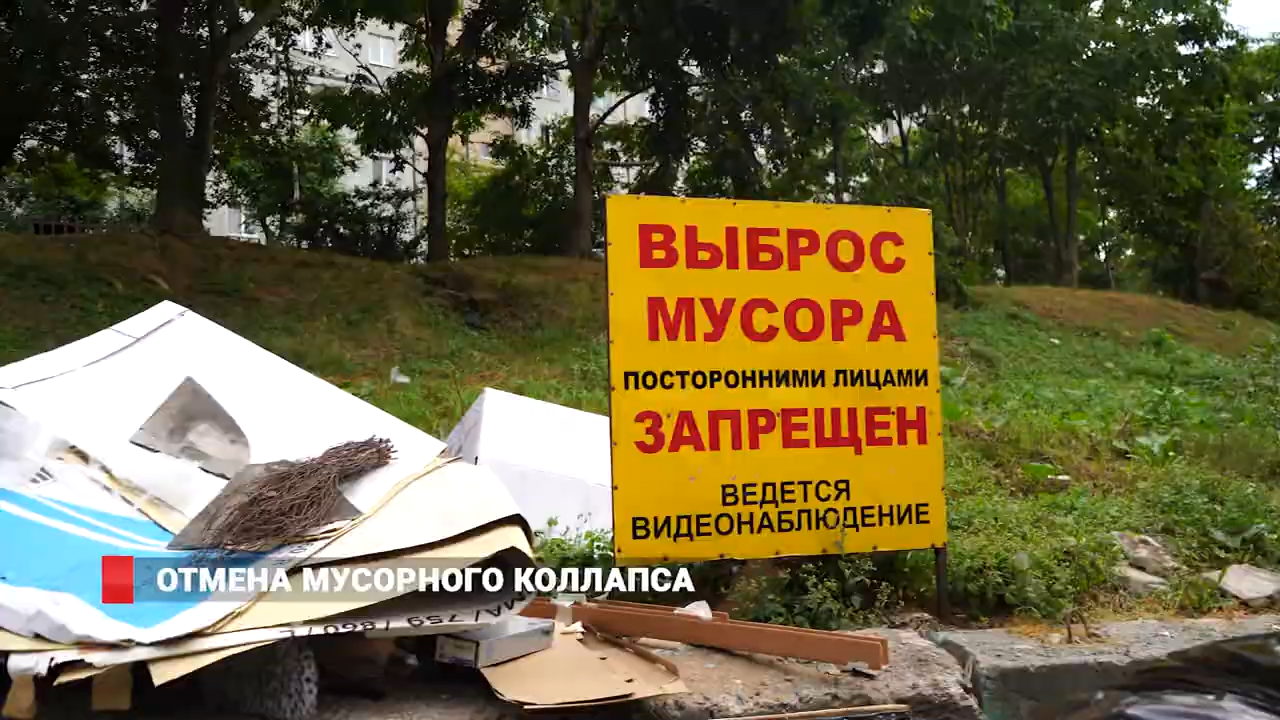 ВЫБРОС
МУСОРА
ПОСТОРОННИМИ ЛИЦАМИ
ЗАПРЕЩЕН
ВЕДЕТСЯ
ВИДЕОНАБЛЮДЕНИЕ
ОТМЕНА МУСОРНОГО КОЛЛАПСА